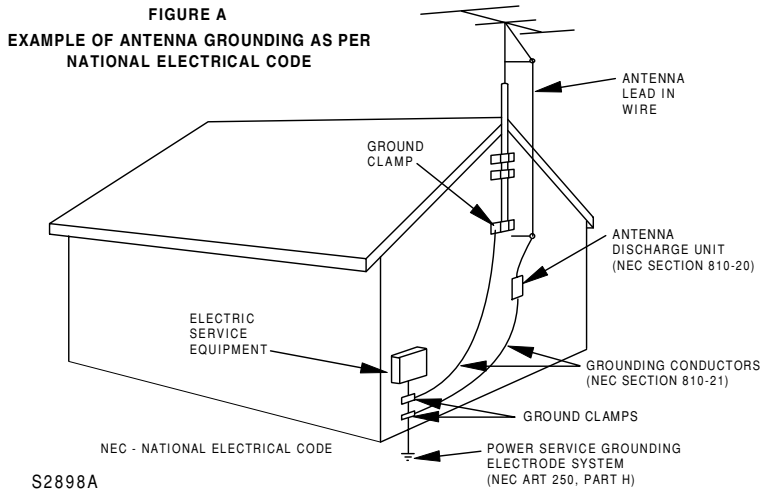 FIGURE A
EXAMPLE OF ANTENNA GROUNDING AS PER
NATIONAL ELECTRICAL CODE
ANTENNA
LEAD IN
WIRE
GROUND
CLAMP
ANTENNA
DISCHARGE UNIT
(NEC SECTION 810-20)
ELECTRIC
SERVICE
EQUIPMENT
GROUNDING CONDUCTORS
(NEC SECTION 810-21)
GROUND CLAMPS
NEC - NATIONAL ELECTRICAL CODE
POWER SERVICE GROUNDING
ELECTRODE SYSTEM
(NEC ART 250, PART H)
S2898A